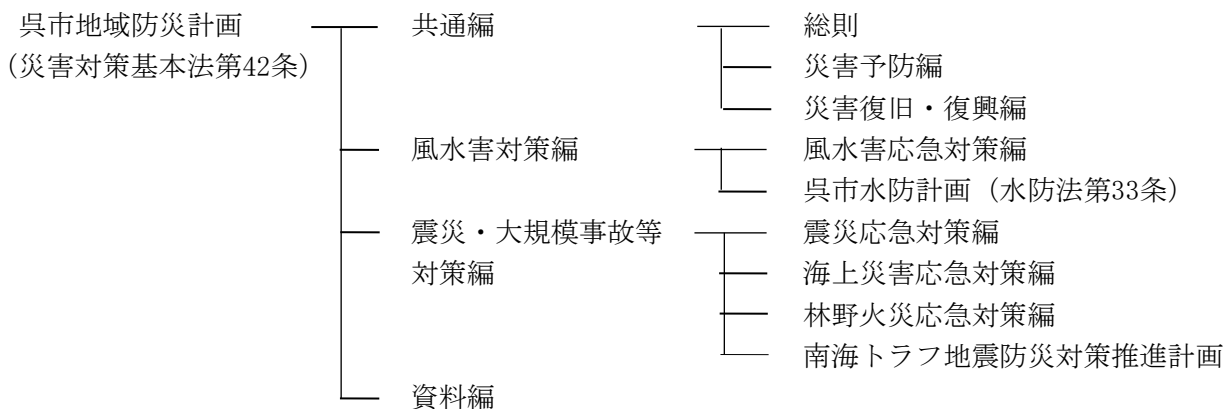 呉市地域防災計画 共通編 総則
(災害対策基本法第42条) 災害予防編
災害復旧・復興編
風水害対策編 風水害応急対策編
呉市水防計画 (水防法第33条)
震災・大規模事故等 震災応急対策編
対策編 海上災害応急対策編
林野火災応急対策編
南海トラフ地震防災対策推進計画
資料編